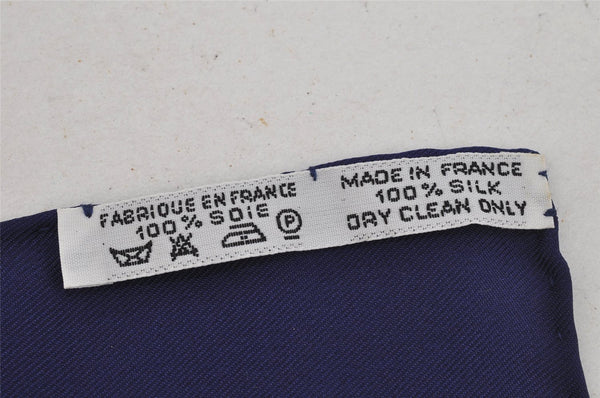 FABRIQUE EN FRANCE
100% SOIE
P
MADE IN FRANCE
100% SILK
DRY CLEAN ONLY